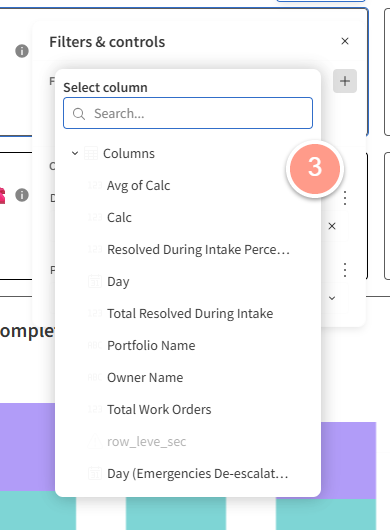 Filters & controls
F
Select column
Search...
Columns
3
Avg of Calc
Calc
Resolved During Intake Perce...
Day
Total Resolved During Intake
Portfolio Name
Owner Name
Total Work Orders
row_leve_sec
Day (Emergencies De-escalat...